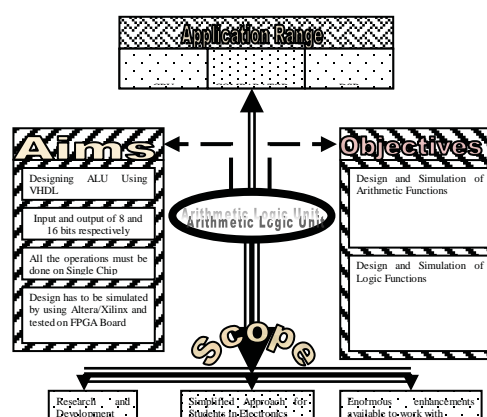 Application Range
Aims
Designing ALU Using
VHDL
Input and output of 8 and
16 bits respectively
All the operations must be
done on Single Chip
Design has to be simulated
by using Altera/Xilinx and
tested on FPGA Board
Objectives
Design and Simulation of
Arithmetic Functions
Design and Simulation of
Logic Functions
Arithmetic Logic Unit
Scope
Research and
Development
Simplified Approach for
Students In Electronics
Enormous enhancements
available to work with